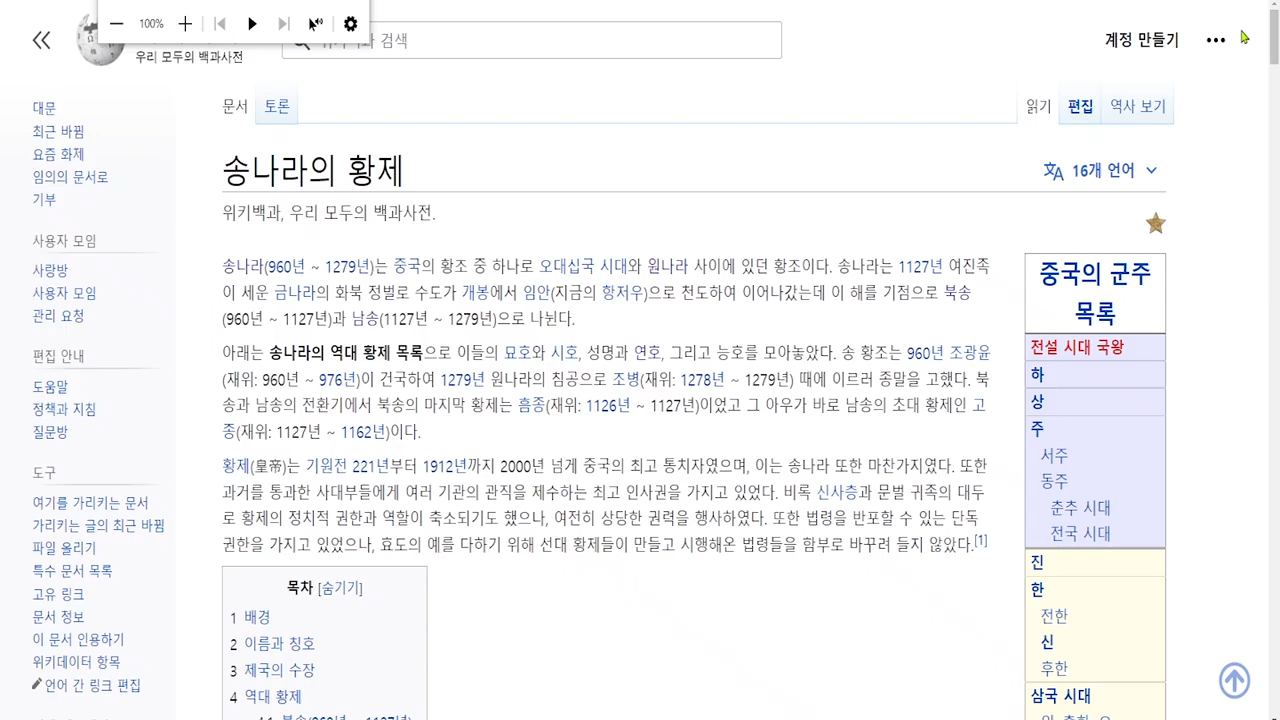 100%
검색
우리 모두의 백과사전
계정 만들기
대문
최근 바뀜
요즘 화제
임의의 문서로
기부
사용자 모임
사랑방
사용자 모임
관리 요청
편집 안내
도움말
정책과 지침
질문방
도구
여기를 가리키는 문서
가리키는 글의 최근 바뀜
파일 올리기
특수 문서 목록
고유 링크
문서 정보
이 문서 인용하기
위키데이터 항목
언어 간 링크 편집
문서 토론
읽기 편집 역사 보기
송나라의 황제
16개 언어
위키백과, 우리 모두의 백과사전.
송나라(960년 ~ 1279년)는 중국의 황조 중 하나로 오대십국 시대와 원나라 사이에 있던 황조이다. 송나라는 1127년 여진족
이 세운 금나라의 화북 정벌로 수도가 개봉에서 임안(지금의 항저우)으로 천도하여 이어나갔는데 이 해를 기점으로 북송
(960년 ~ 1127년)과 남송(1127년 ~ 1279년)으로 나뉜다.
아래는 송나라의 역대 황제 목록으로 이들의 묘호와 시호, 성명과 연호, 그리고 능호를 모아놓았다. 송 황조는 960년 조광윤
(재위: 960년 ~ 976년)이 건국하여 1279년 원나라의 침공으로 조병(재위: 1278년 ~ 1279년) 때에 이르러 종말을 고했다. 북
송과 남송의 전환기에서 북송의 마지막 황제는 흠종(재위: 1126년 ~ 1127년)이었고 그 아우가 바로 남송의 초대 황제인 고
종(재위: 1127년 ~ 1162년)이다.
황제(皇帝)는 기원전 221년부터 1912년까지 2000년 넘게 중국의 최고 통치자였으며, 이는 송나라 또한 마찬가지였다. 또한
과거를 통과한 사대부들에게 여러 기관의 관직을 제수하는 최고 인사권을 가지고 있었다. 비록 신사층과 문벌 귀족의 대두
로 황제의 정치적 권한과 역할이 축소되기도 했으나, 여전히 상당한 권력을 행사하였다. 또한 법령을 반포할 수 있는 단독
권한을 가지고 있었으나, 효도의 예를 다하기 위해 선대 황제들이 만들고 시행해온 법령들을 함부로 바꾸려 들지 않았다.[1]
목차 [숨기기]
1 배경
2 이름과 칭호
3 제국의 수장
4 역대 황제
4.1 북송(960년 ~ 1127년)
중국의 군주
목록
전설 시대 국왕
하
상
주
서주
동주
춘추 시대
전국 시대
진
한
전한
신
후한
삼국 시대